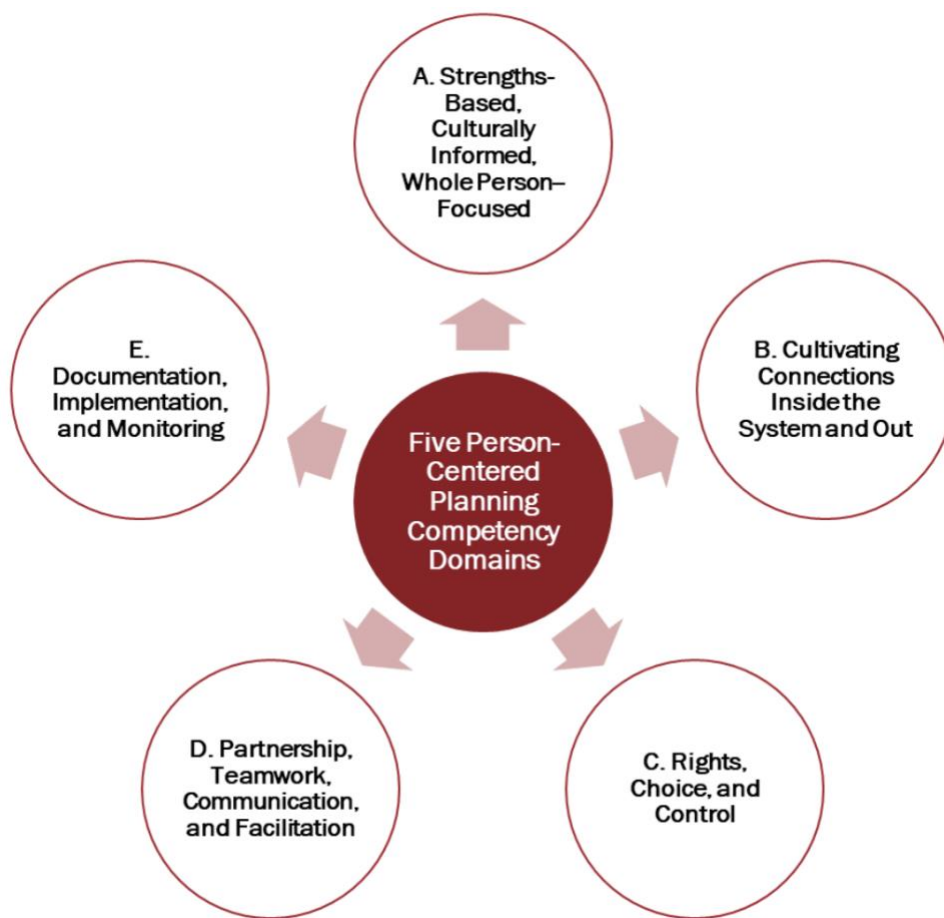 A. Strengths-
Based,
Culturally
Informed,
Whole Person–
Focused
E.
Documentation,
Implementation,
and Monitoring
B. Cultivating
Connections
Inside the
System and Out
Five Person-
Centered
Planning
Competency
Domains
D. Partnership,
Teamwork,
Communication,
and Facilitation
C. Rights,
Choice, and
Control